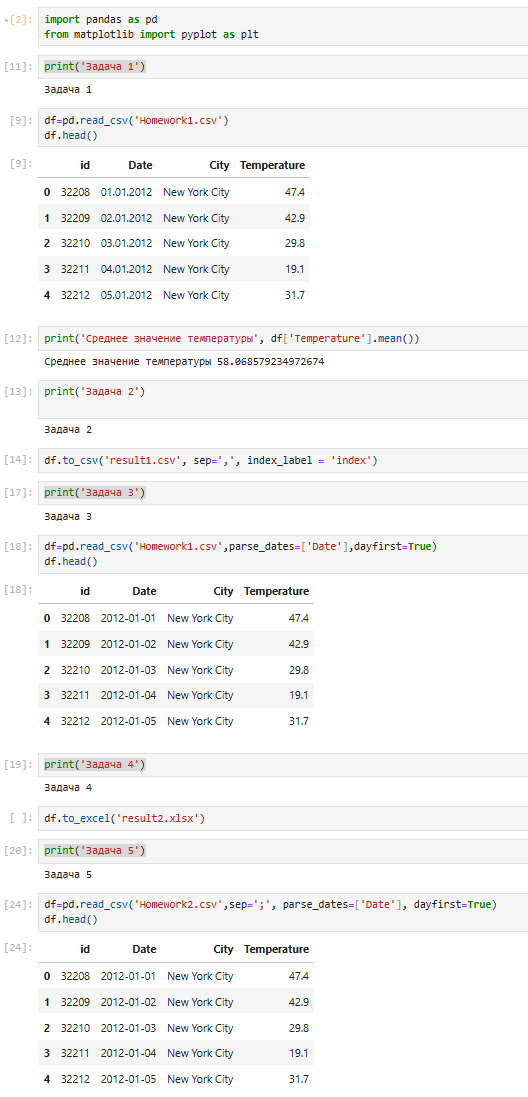 [2]: import pandas as pd
from matplotlib import pyplot as plt
[11]: print('Задача 1')
Задача 1
[9]: df=pd.read_csv('Homework1.csv')
df.head()
[9]: id Date City Temperature
0 32208 01.01.2012 New York City 47.4
1 32209 02.01.2012 New York City 42.9
2 32210 03.01.2012 New York City 29.8
3 32211 04.01.2012 New York City 19.1
4 32212 05.01.2012 New York City 31.7
[12]: print('Среднее значение температуры', df['Temperature'].mean())
Среднее значение температуры 58.068579234972674
[13]: print('Задача 2')
Задача 2
[14]: df.to_csv('result1.csv', sep=',', index_label = 'index')
[17]: print('Задача 3')
Задача 3
[18]: df=pd.read_csv('Homework1.csv',parse_dates=['Date'],dayfirst=True)
df.head()
[18]: id Date City Temperature
0 32208 2012-01-01 New York City 47.4
1 32209 2012-01-02 New York City 42.9
2 32210 2012-01-03 New York City 29.8
3 32211 2012-01-04 New York City 19.1
4 32212 2012-01-05 New York City 31.7
[19]: print('Задача 4')
Задача 4
[ ]: df.to_excel('result2.xlsx')
[20]: print('Задача 5')
Задача 5
[24]: df=pd.read_csv('Homework2.csv',sep=';', parse_dates=['Date'], dayfirst=True)
df.head()
[24]: id Date City Temperature
0 32208 2012-01-01 New York City 47.4
1 32209 2012-01-02 New York City 42.9
2 32210 2012-01-03 New York City 29.8
3 32211 2012-01-04 New York City 19.1
4 32212 2012-01-05 New York City 31.7